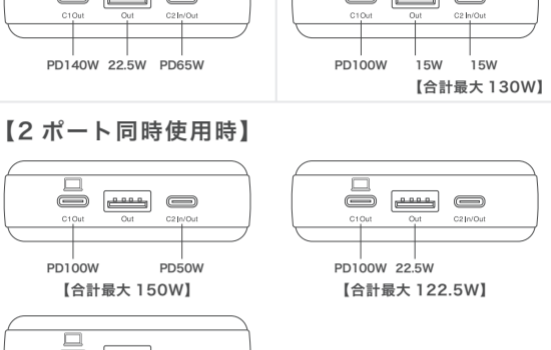 C1 Out Out C2 In/Out
PD140W 22.5W PD65W
C1 Out Out C2 In/Out
PD100W 15W 15W
【合計最大 130W】
【2 ポート同時使用時】
C1 Out Out C2 In/Out
PD100W PD50W
【合計最大 150W】
C1 Out Out C2 In/Out
PD100W 22.5W
【合計最大 122.5W】